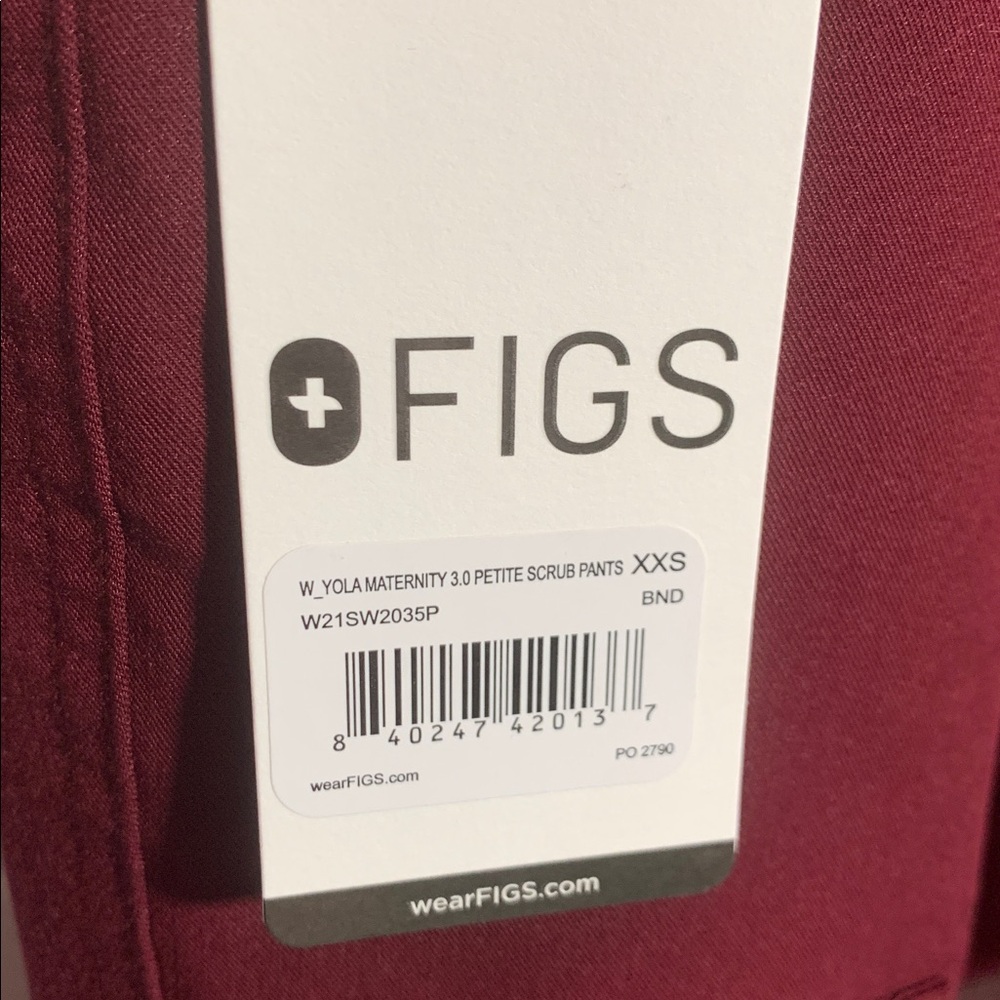 FIGS
W_YOLA MATERNITY 3.0 PETITE SCRUB PANTS XXS
W21SW2035P BND
8 40247 42013 7
PO 2790
wearFIGS.com
wearFIGS.com